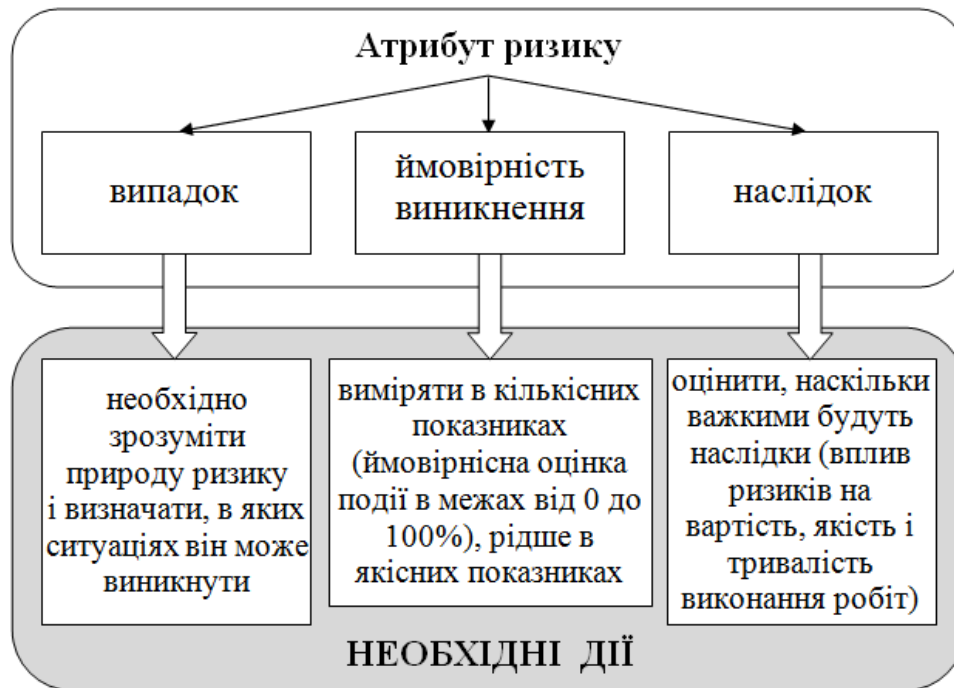 Атрибут ризику
випадок
ймовірність
виникнення
наслідок
необхідно
зрозуміти
природу ризику
і визначати, в яких
ситуаціях він може
виникнути
виміряти в кількісних
показниках
(ймовірнісна оцінка
події в межах від 0 до
100%), рідше в
якісних показниках
оцінити, наскільки
важкими будуть
наслідки (вплив
ризиків на
вартість, якість і
тривалість
виконання робіт)
НЕОБХІДНІ ДІЇ